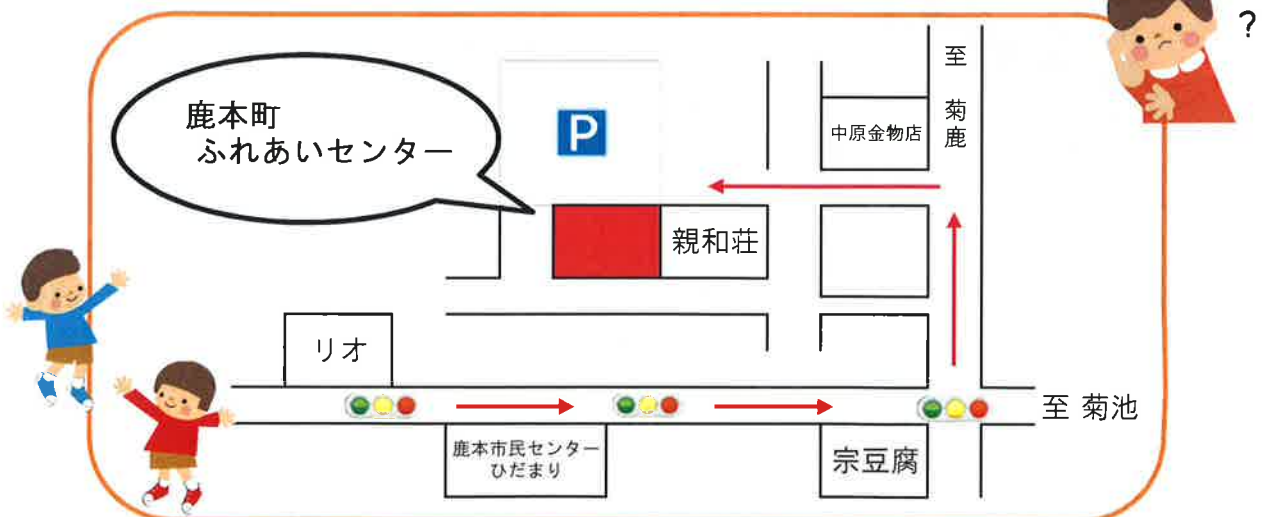 ?
鹿本町
ふれあいセンター
P
至 菊鹿
中原金物店
親和荘
リオ
至 菊池
鹿本市民センター
ひだまり
宗豆腐